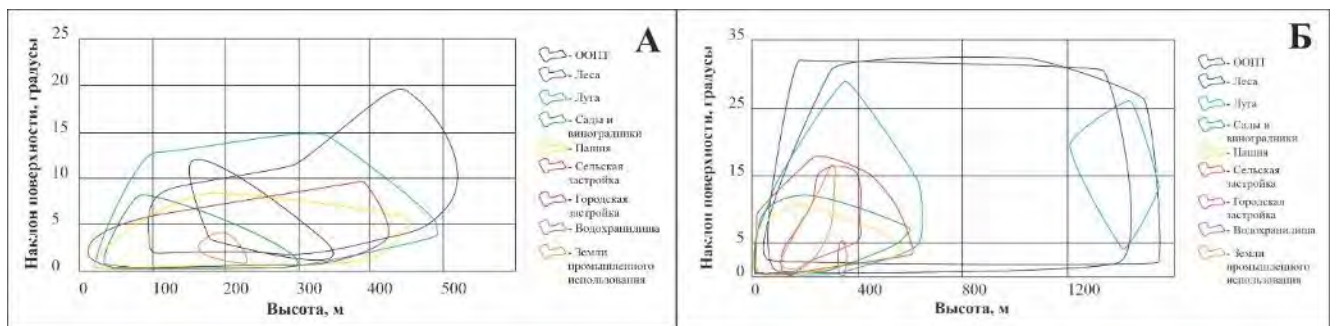 А
Наклон поверхности, градусы
25
20
15
10
5
0
0 100 200 300 400 500
Высота, м
- ООПТ
- Леса
- Луга
- Сады и
виноградники
- Пашня
- Сельская
застройка
- Городская
застройка
- Водохранилища
- Земли
промышленного
использования
Б
Наклон поверхности, градусы
35
25
15
5
0
0 400 800 1200
Высота, м
- ООПТ
- Леса
- Луга
- Сады и
виноградники
- Пашня
- Сельская
застройка
- Городская
застройка
- Водохранилища
- Земли
промышленного
использования